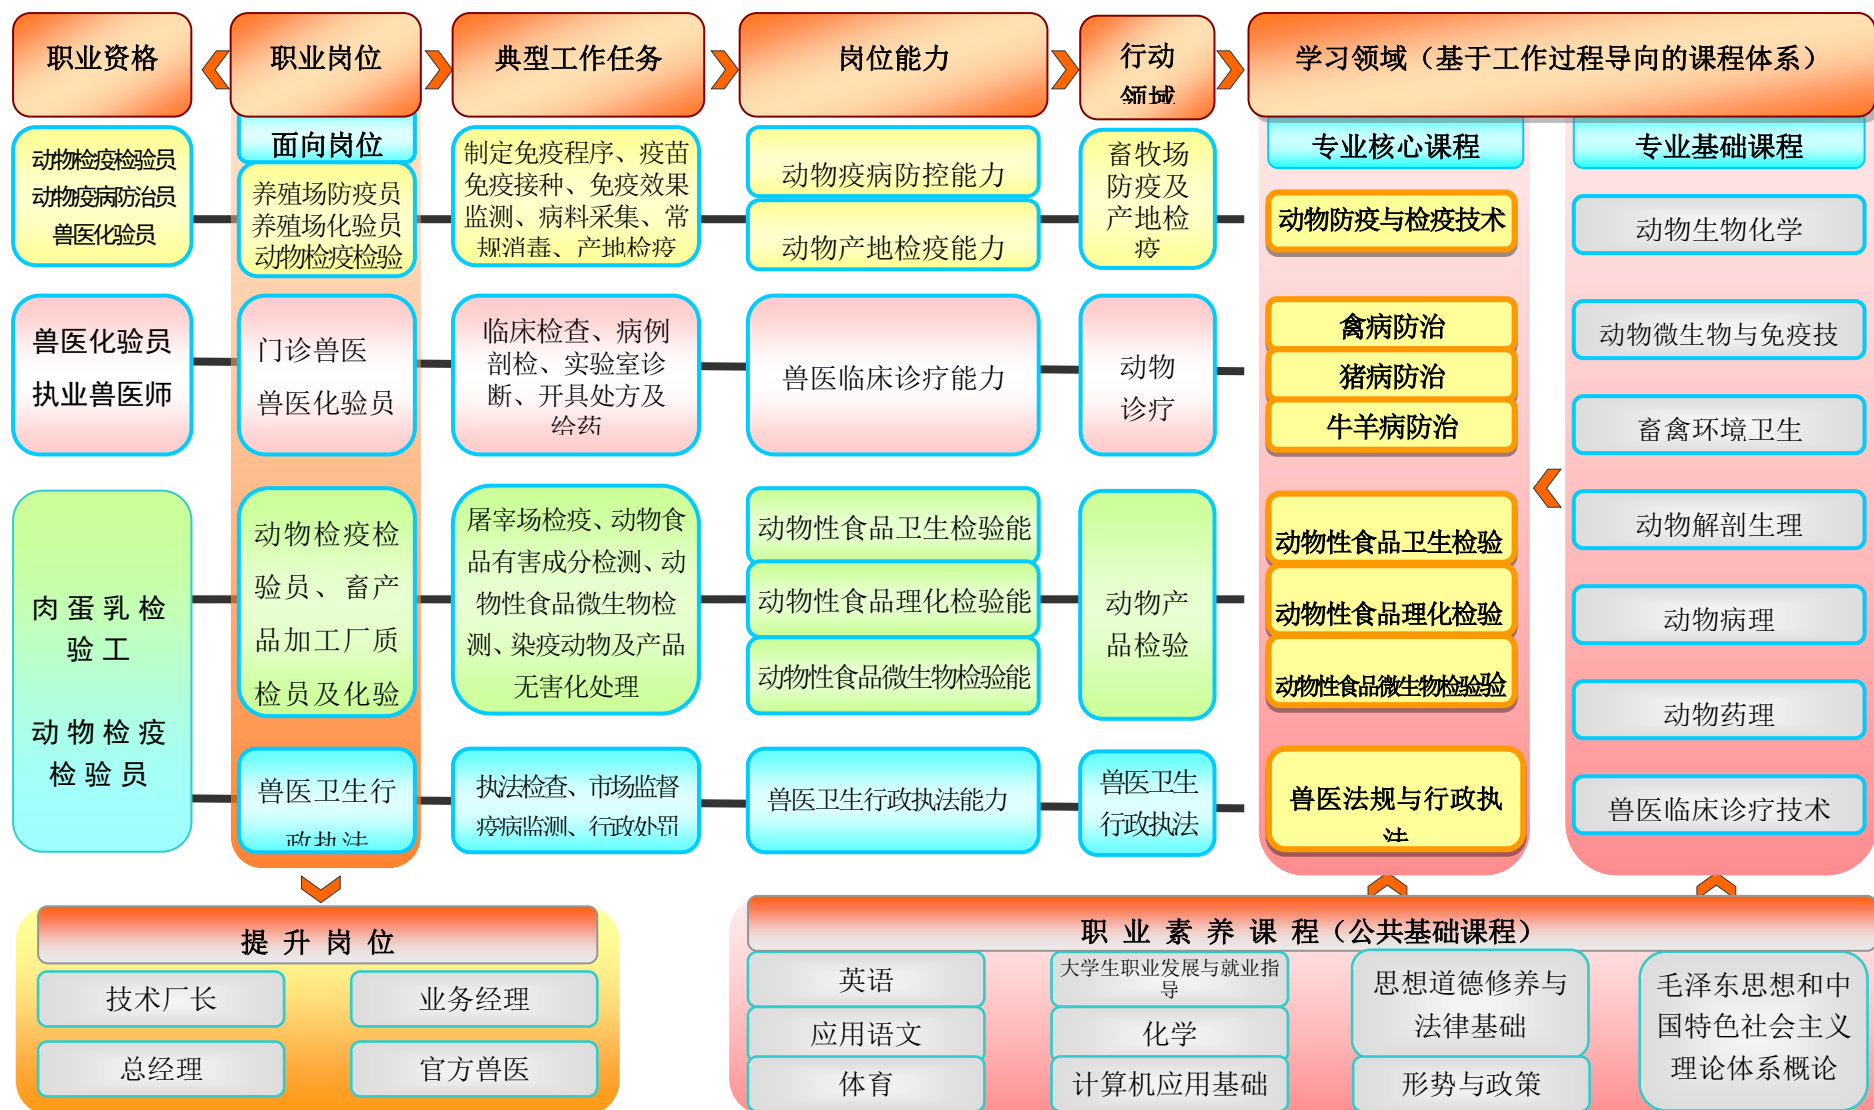 职业资格
职业岗位
典型工作任务
岗位能力
行动
领域
学习领域（基于工作过程导向的课程体系）
面向岗位
专业核心课程
专业基础课程
动物检疫检验员
动物疫病防治员
兽医化验员
养殖场防疫员
养殖场化验员
动物检疫检验
制定免疫程序、疫苗
免疫接种、免疫效果
监测、病料采集、常
规消毒、产地检疫
动物疫病防控能力
动物产地检疫能力
畜牧场
防疫及
产地检
疫
动物防疫与检疫技术
动物生物化学
兽医化验员
执业兽医师
门诊兽医
兽医化验员
临床检查、病例
剖检、实验室诊
断、开具处方及
给药
兽医临床诊疗能力
动物
诊疗
禽病防治
猪病防治
牛羊病防治
动物微生物与免疫技
畜禽环境卫生
肉蛋乳检
验工
动物检疫
检验员
动物检疫检
验员、畜产
品加工厂质
检员及化验
屠宰场检疫、动物食
品有害成分检测、动
物性食品微生物检
测、染疫动物及产品
无害化处理
动物性食品卫生检验能
动物性食品理化检验能
动物性食品微生物检验能
动物产
品检验
动物性食品卫生检验
动物性食品理化检验
动物性食品微生物检验验
动物解剖生理
动物病理
动物药理
兽医卫生行
政执法
执法检查、市场监督
疫病监测、行政处罚
兽医卫生行政执法能力
兽医卫生
行政执法
兽医法规与行政执
法
兽医临床诊疗技术
提升岗位
技术厂长
业务经理
总经理
官方兽医
职业素养课程（公共基础课程）
英语
大学生职业发展与就业指
导
思想道德修养与
法律基础
毛泽东思想和中
国特色社会主义
理论体系概论
应用语文
化学
体育
计算机应用基础
形势与政策